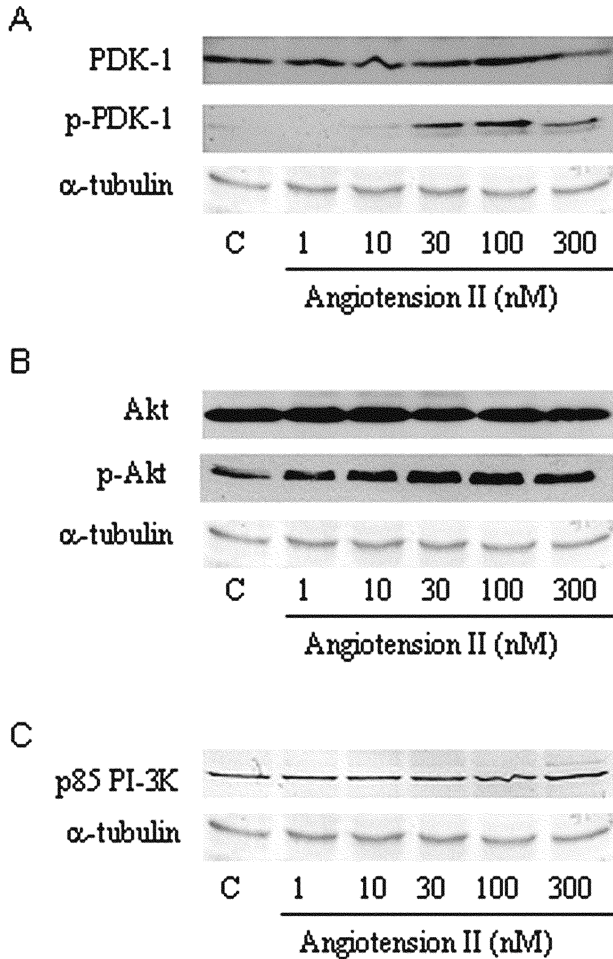 A
PDK-1
p-PDK-1
α-tubulin
C 1 10 30 100 300
Angiotension II (nM)
B
Akt
p-Akt
α-tubulin
C 1 10 30 100 300
Angiotension II (nM)
C
p85 PI-3K
α-tubulin
C 1 10 30 100 300
Angiotension II (nM)